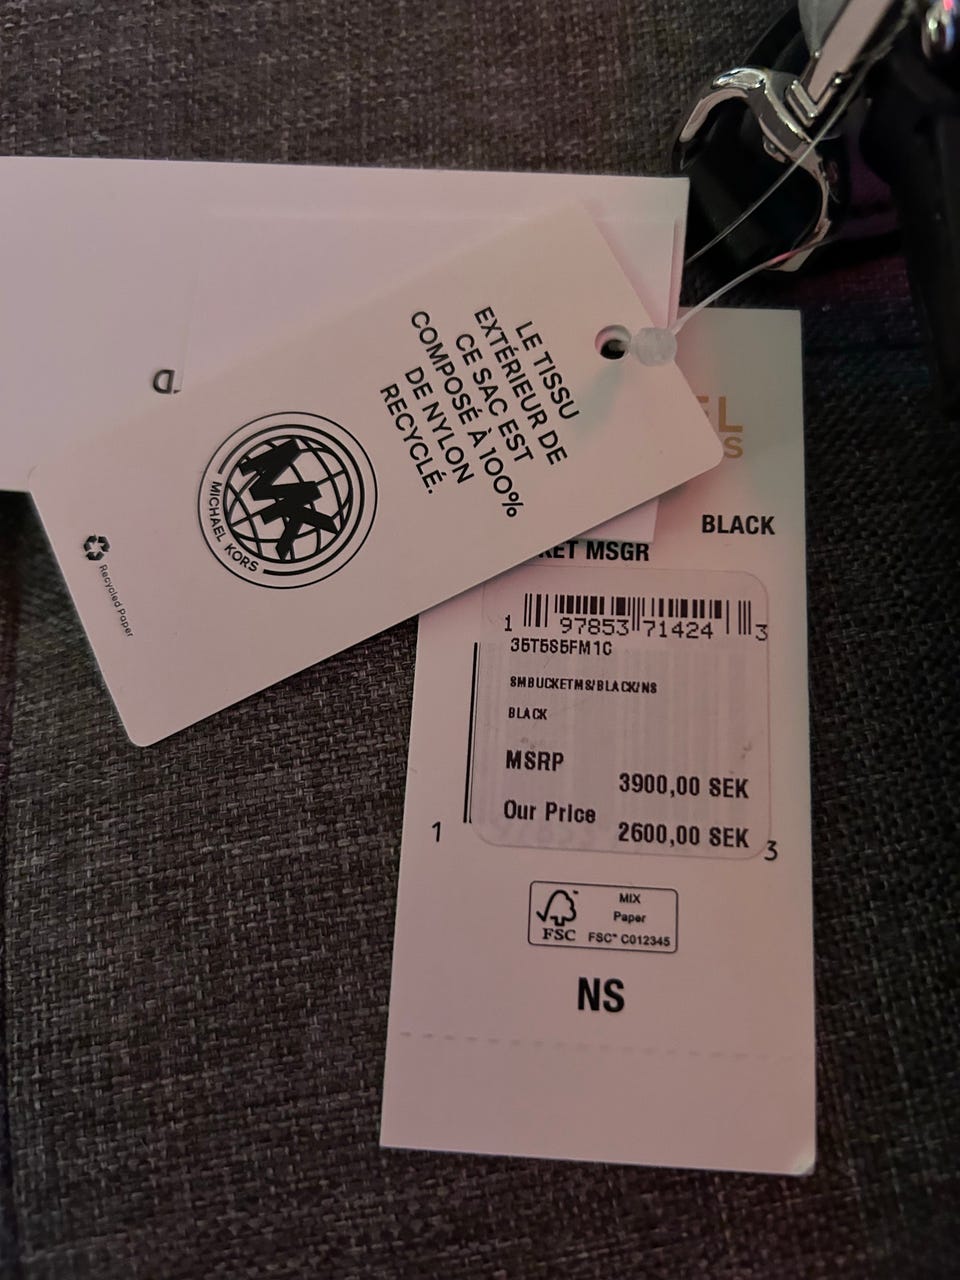 LE TISSU
EXTÉRIEUR DE
CE SAC EST
COMPOSÉ À 100%
DE NYLON
RECYCLÉ.
MK
MICHAEL KORS
Recycled Paper
BLACK
MSGR
1 97853 71424 3
35T5S5FM1C
SMBUCKETMS/BLACK/NS
BLACK
MSRP
3900,00 SEK
Our Price
2600,00 SEK
1 3
MIX
Paper
FSC FSC® C012345
NS